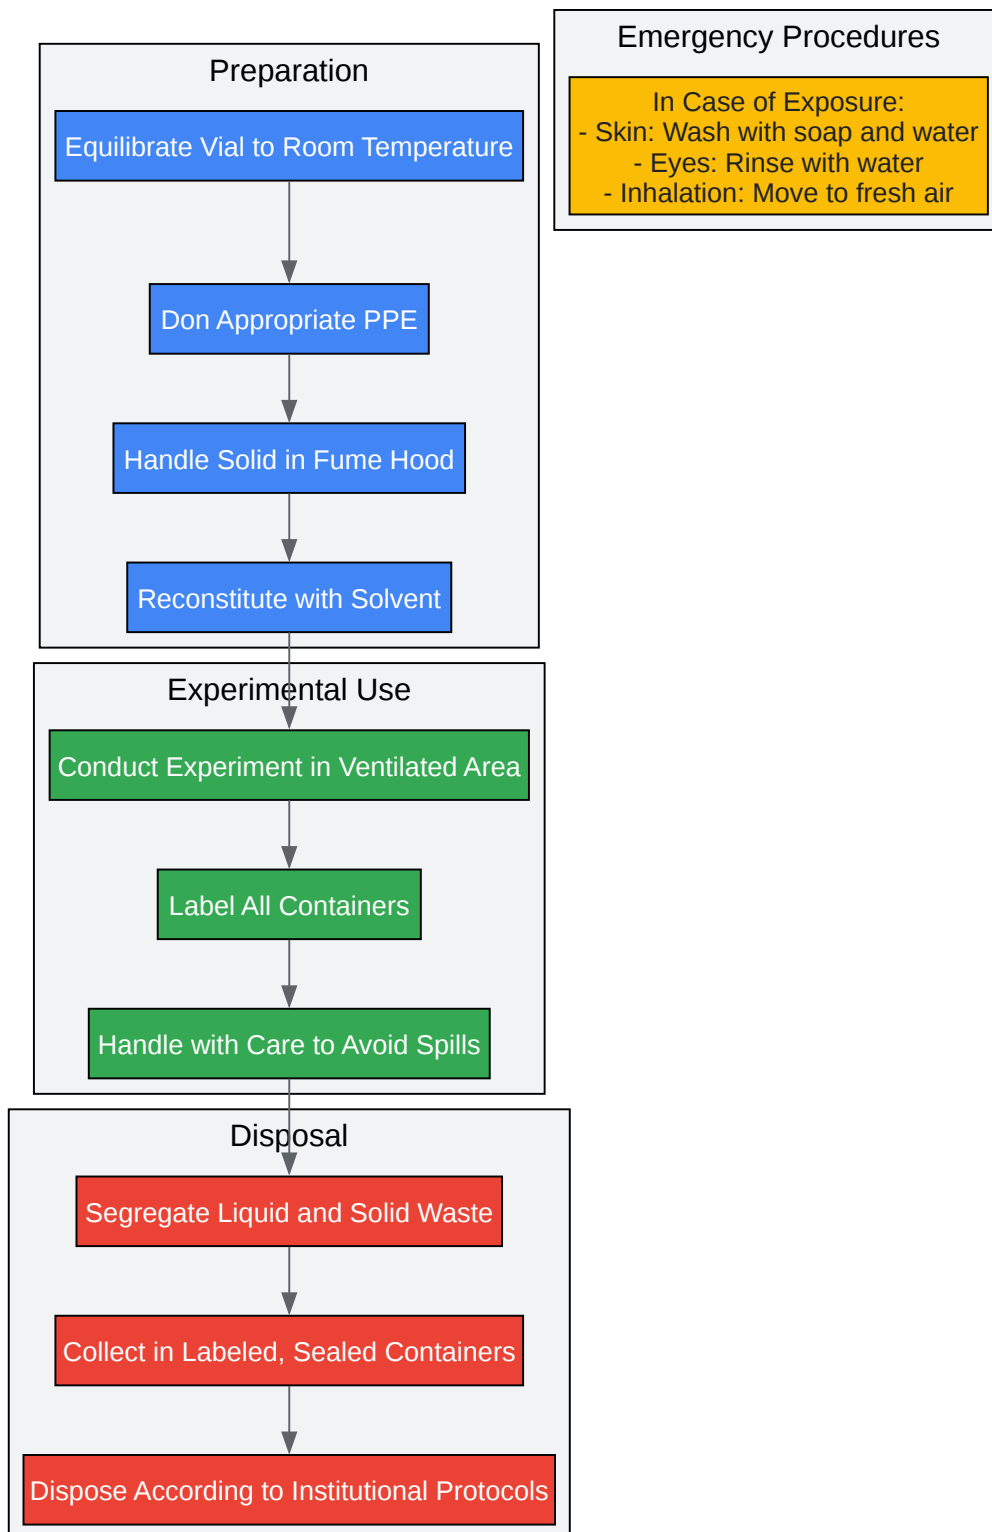 Preparation
Equilibrate Vial to Room Temperature
Don Appropriate PPE
Handle Solid in Fume Hood
Reconstitute with Solvent
Experimental Use
Conduct Experiment in Ventilated Area
Label All Containers
Handle with Care to Avoid Spills
Disposal
Segregate Liquid and Solid Waste
Collect in Labeled, Sealed Containers
Dispose According to Institutional Protocols
Emergency Procedures
In Case of Exposure:
- Skin: Wash with soap and water
- Eyes: Rinse with water
- Inhalation: Move to fresh air